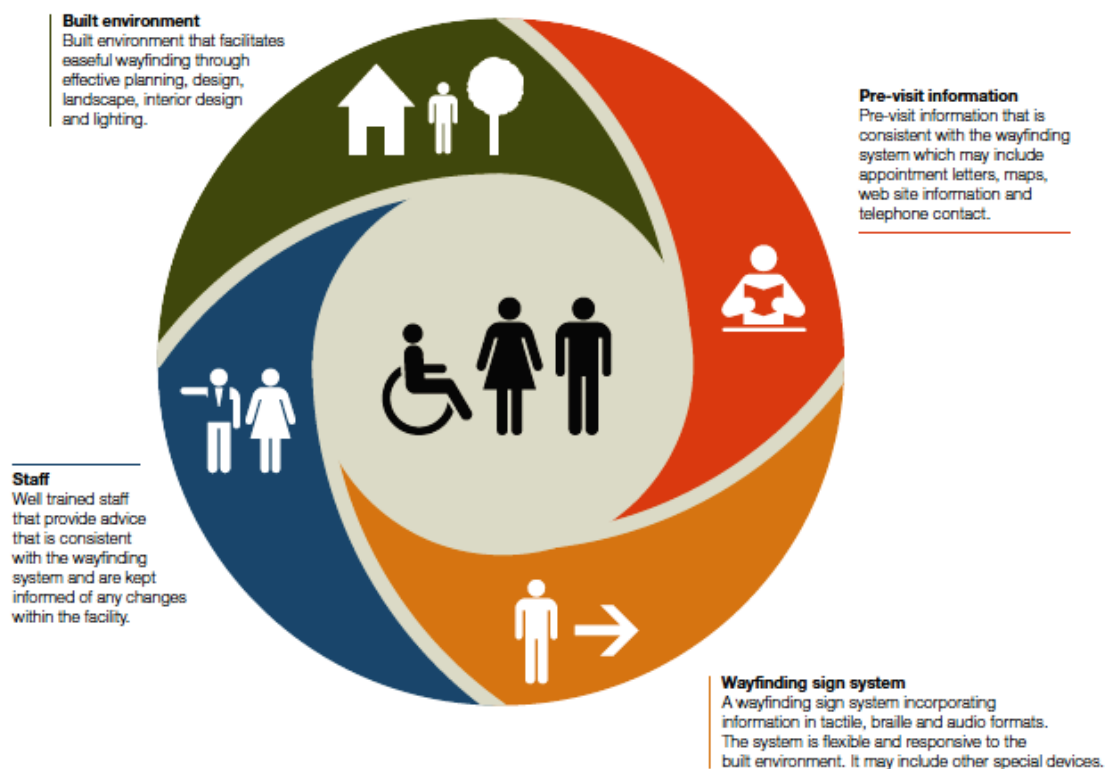 Built environment
Built environment that facilitates
easeful wayfinding through
effective planning, design,
landscape, interior design
and lighting.
Pre-visit information
Pre-visit information that is
consistent with the wayfinding
system which may include
appointment letters, maps,
web site information and
telephone contact.
Staff
Well trained staff
that provide advice
that is consistent
with the wayfinding
system and are kept
informed of any changes
within the facility.
Wayfinding sign system
A wayfinding sign system incorporating
information in tactile, braille and audio formats.
The system is flexible and responsive to the
built environment. It may include other special devices.